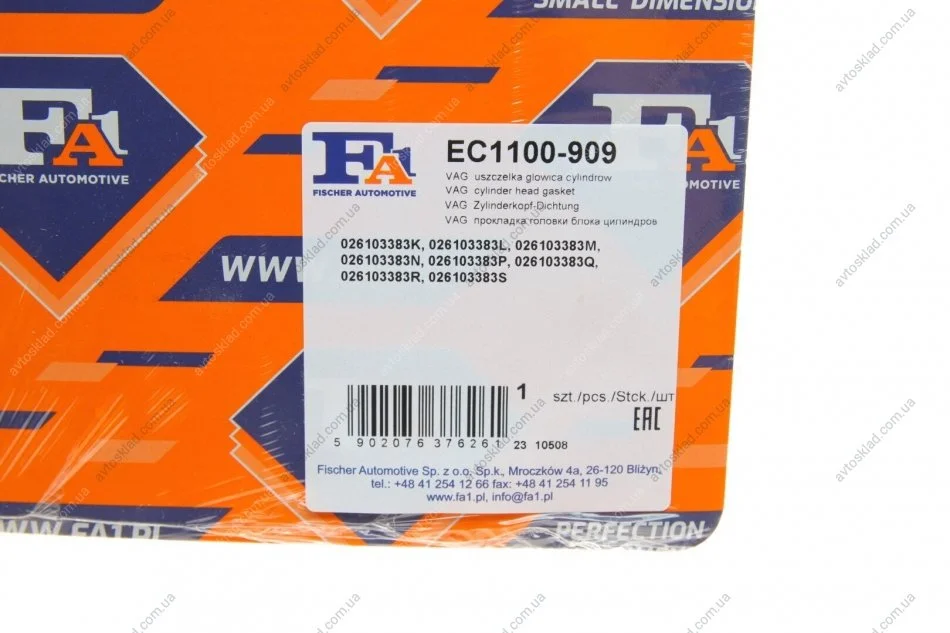 SMALL DIMENSION
FA1
FISCHER AUTOMOTIVE
WWW.
FA1
FISCHER AUTOMOTIVE
EC1100-909
VAG uszczelka glowica cylindrow
VAG cylinder head gasket
VAG Zylinderkopf-Dichtung
VAG прокладка головки блока цилиндров
026103383K, 026103383L, 026103383M,
026103383N, 026103383P, 026103383Q,
026103383R, 026103383S
1 szt./pcs./Stck./шт
EAC
5 902076 376261 23 10508
Fischer Automotive Sp. z o.o. Sp.k., Mroczków 4a, 26-120 Bliżyn,
tel.: +48 41 254 12 66 fax: +48 41 254 11 95
www.fa1.pl, info@fa1.pl
WWW.FA1.PL
PERFECTION
avtosklad.com.ua